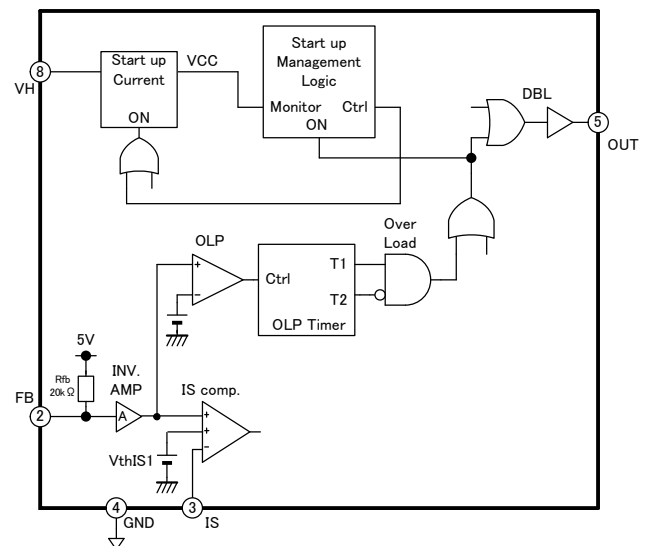 Start up
Current
ON
VCC
Start up
Management
Logic
Monitor Ctrl
ON
8
VH
DBL
5
OUT
OLP
Ctrl
T1
T2
OLP Timer
Over
Load
5V
Rfb
20kΩ
INV.
AMP
A
FB
2
IS comp.
+
-
+
+
-
VthIS1
4
GND
3
IS